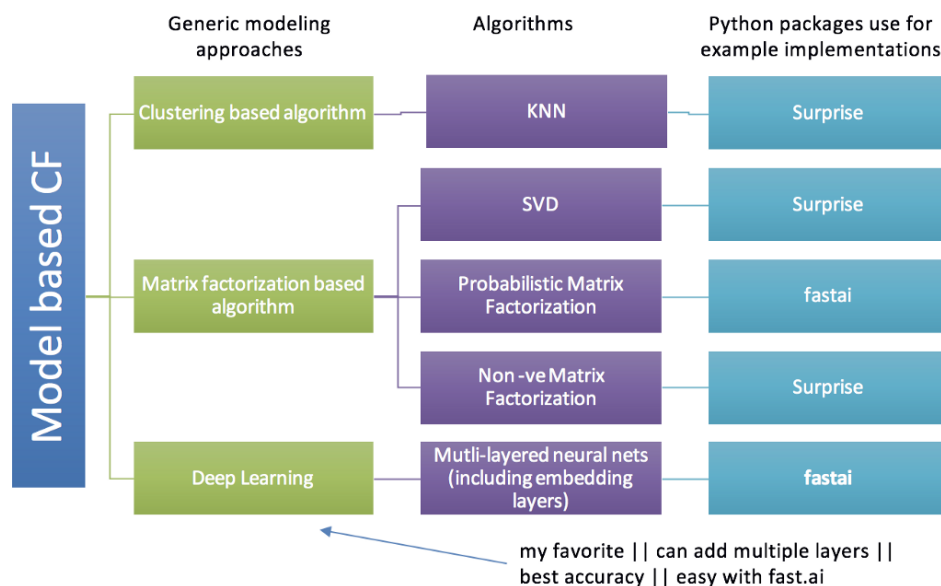 Generic modeling
approaches
Algorithms
Python packages use for
example implementations
Model based CF
Clustering based algorithm
KNN
Surprise
SVD
Surprise
Matrix factorization based
algorithm
Probabilistic Matrix
Factorization
fastai
Non -ve Matrix
Factorization
Surprise
Deep Learning
Mutli-layered neural nets
(including embedding
layers)
fastai
my favorite || can add multiple layers ||
best accuracy || easy with fast.ai